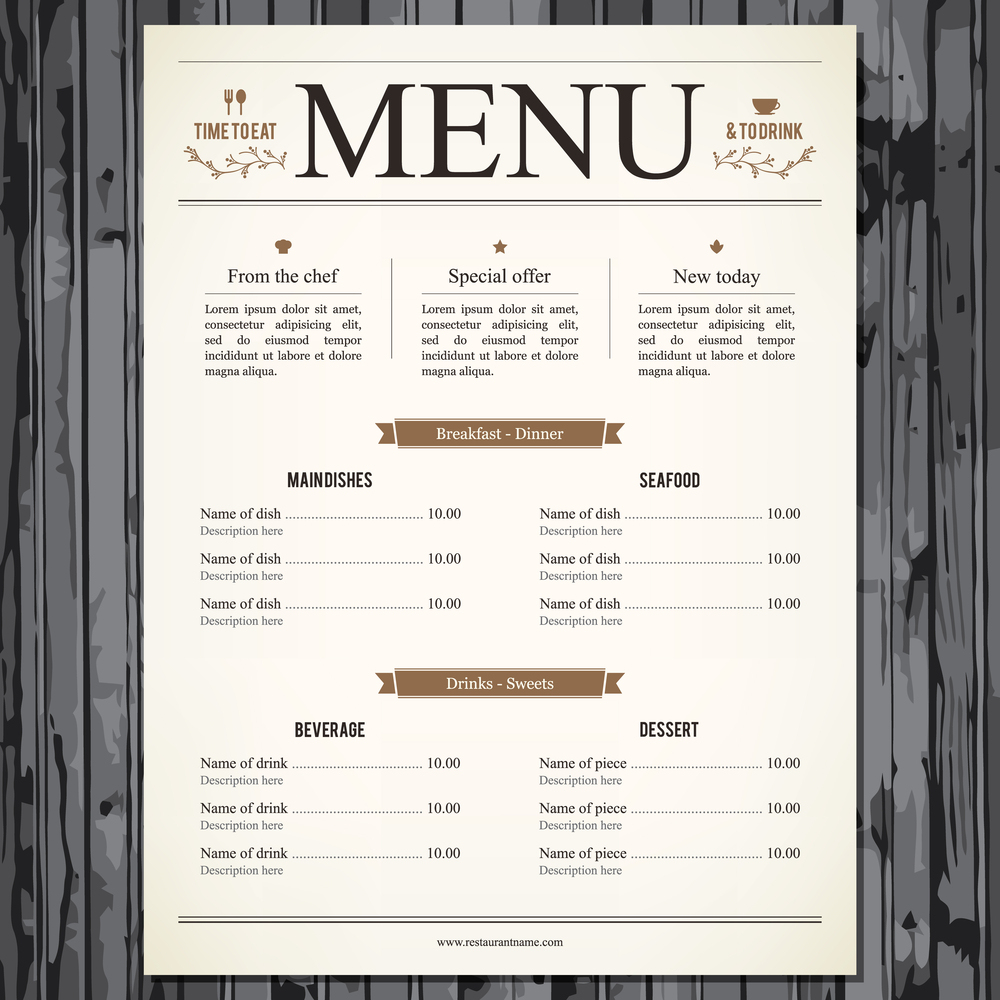 TIME TO EAT
MENU
& TO DRINK
From the chef
Lorem ipsum dolor sit amet,
consectetur adipisicing elit,
sed do eiusmod tempor
incididunt ut labore et dolore
magna aliqua.
Special offer
Lorem ipsum dolor sit amet,
consectetur adipisicing elit,
sed do eiusmod tempor
incididunt ut labore et dolore
magna aliqua.
New today
Lorem ipsum dolor sit amet,
consectetur adipisicing elit,
sed do eiusmod tempor
incididunt ut labore et dolore
magna aliqua.
Breakfast - Dinner
MAINDISHES
Name of dish ..................................... 10.00
Description here
Name of dish ..................................... 10.00
Description here
Name of dish ..................................... 10.00
Description here
SEAFOOD
Name of dish ..................................... 10.00
Description here
Name of dish ..................................... 10.00
Description here
Name of dish ..................................... 10.00
Description here
Drinks - Sweets
BEVERAGE
Name of drink ................................... 10.00
Description here
Name of drink ................................... 10.00
Description here
Name of drink ................................... 10.00
Description here
DESSERT
Name of piece ................................... 10.00
Description here
Name of piece ................................... 10.00
Description here
Name of piece ................................... 10.00
Description here
www.restaurantname.com